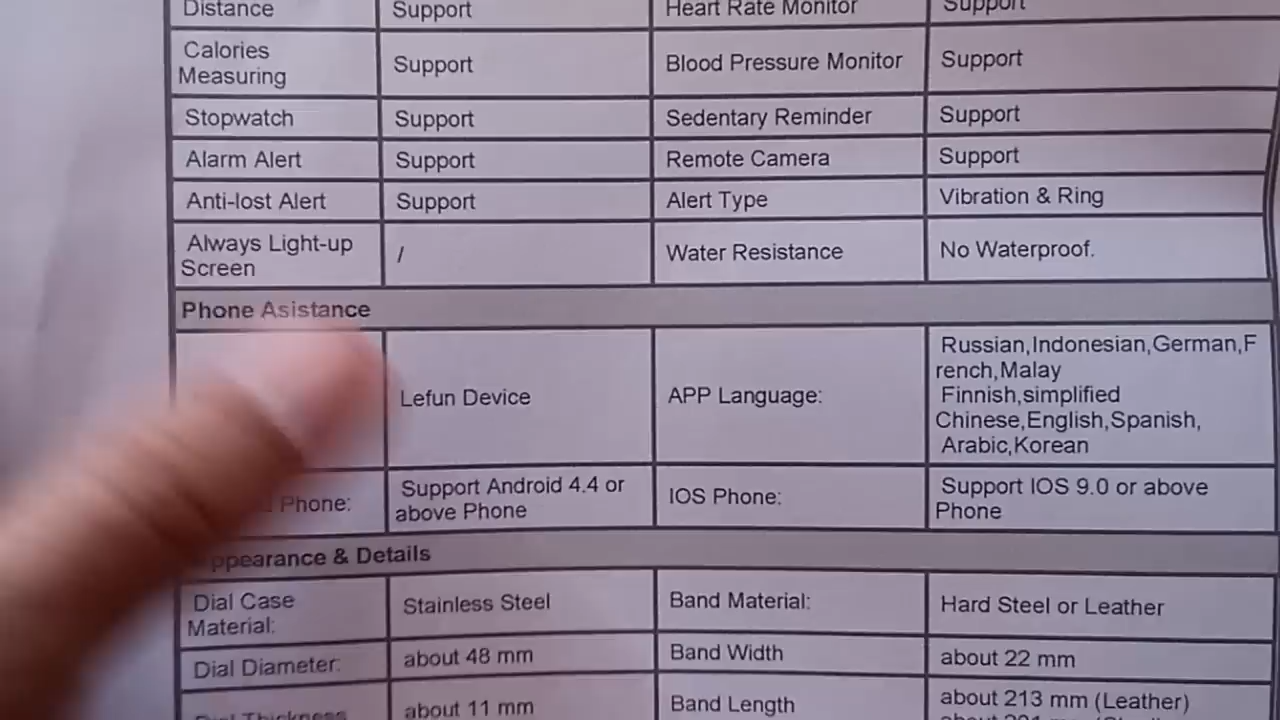 Distance Support Heart Rate Monitor Support
Calories
Measuring Support Blood Pressure Monitor Support
Stopwatch Support Sedentary Reminder Support
Alarm Alert Support Remote Camera Support
Anti-lost Alert Support Alert Type Vibration & Ring
Always Light-up
Screen / Water Resistance No Waterproof.
Phone Asistance
Lefun Device APP Language:
Russian,Indonesian,German,F
rench,Malay
Finnish,simplified
Chinese,English,Spanish,
Arabic,Korean
Phone: Support Android 4.4 or
above Phone
IOS Phone: Support IOS 9.0 or above
Phone
ppearance & Details
Dial Case
Material: Stainless Steel Band Material: Hard Steel or Leather
Dial Diameter: about 48 mm Band Width about 22 mm
Dial Thickness about 11 mm Band Length about 213 mm (Leather)